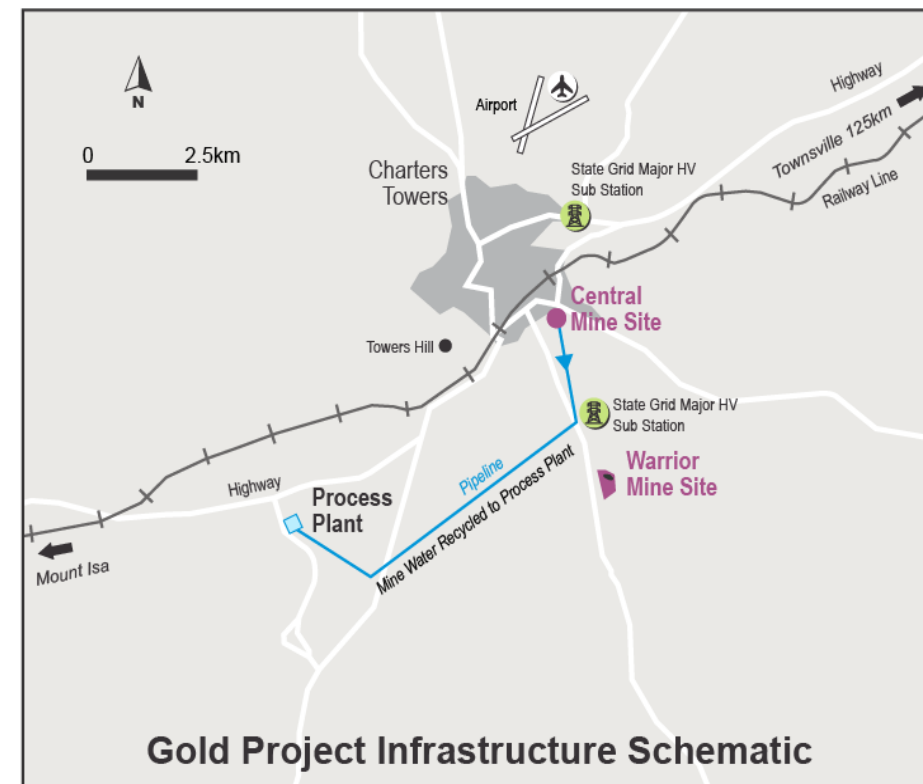 N
0 2.5km
Airport
Highway
Townsville 125km
Railway Line
Charters
Towers
State Grid Major HV
Sub Station
Central
Mine Site
Towers Hill
State Grid Major HV
Sub Station
Warrior
Mine Site
Pipeline
Mine Water Recycled to Process Plant
Highway
Process
Plant
Mount Isa
Gold Project Infrastructure Schematic